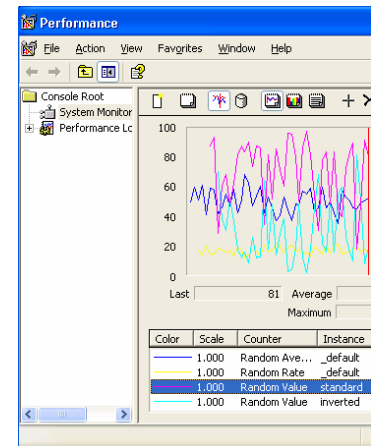 Performance
File Action View Favorites Window Help
Console Root
System Monitor
Performance Lc
100
80
60
40
20
0
Last 81 Average
Maximum
Color Scale Counter Instance
1.000 Random Ave... _default
1.000 Random Rate _default
1.000 Random Value standard
1.000 Random Value inverted